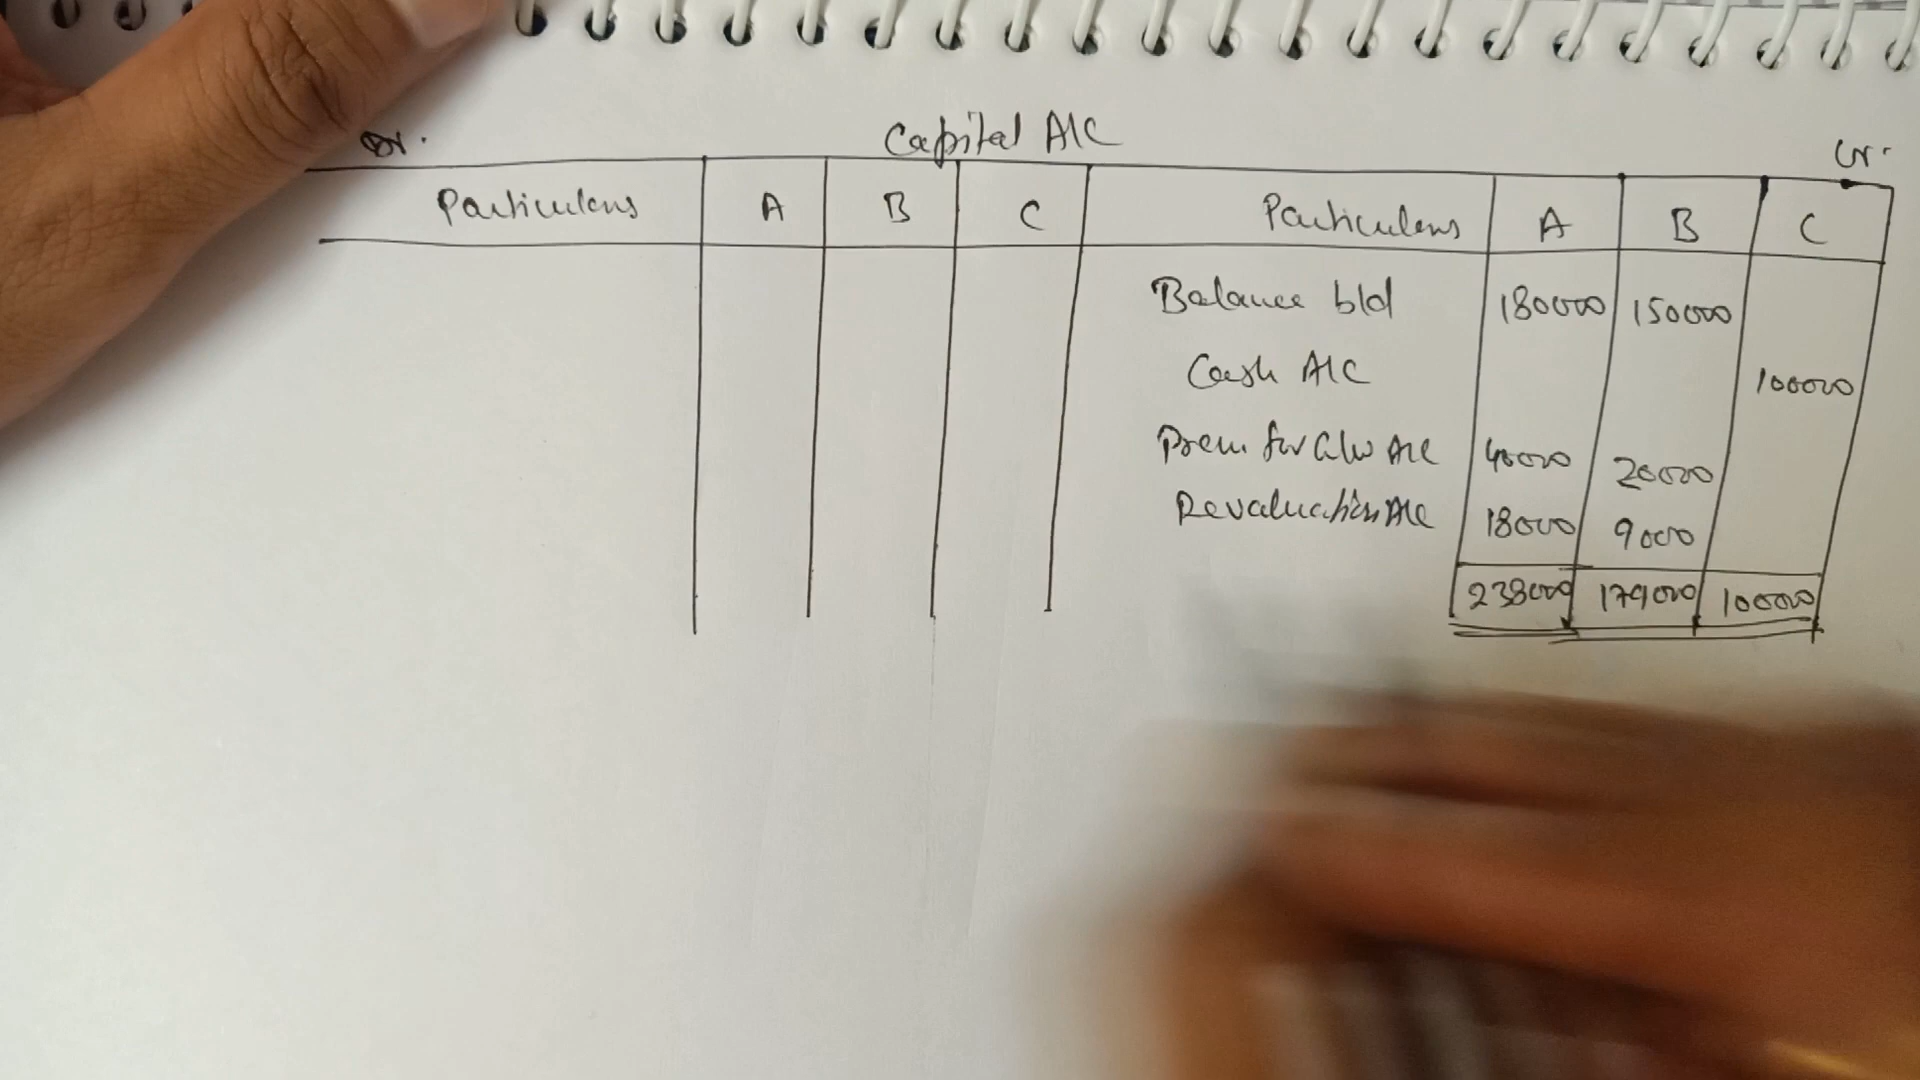 Dr. Capital A/C Cr.
Particulars A B C Particulars A B C
Balance b/d 180000 150000
Cash A/C 100000
Prem for G/w A/c 40000 20000
Revaluation A/c 18000 9000
238000 179000 100000